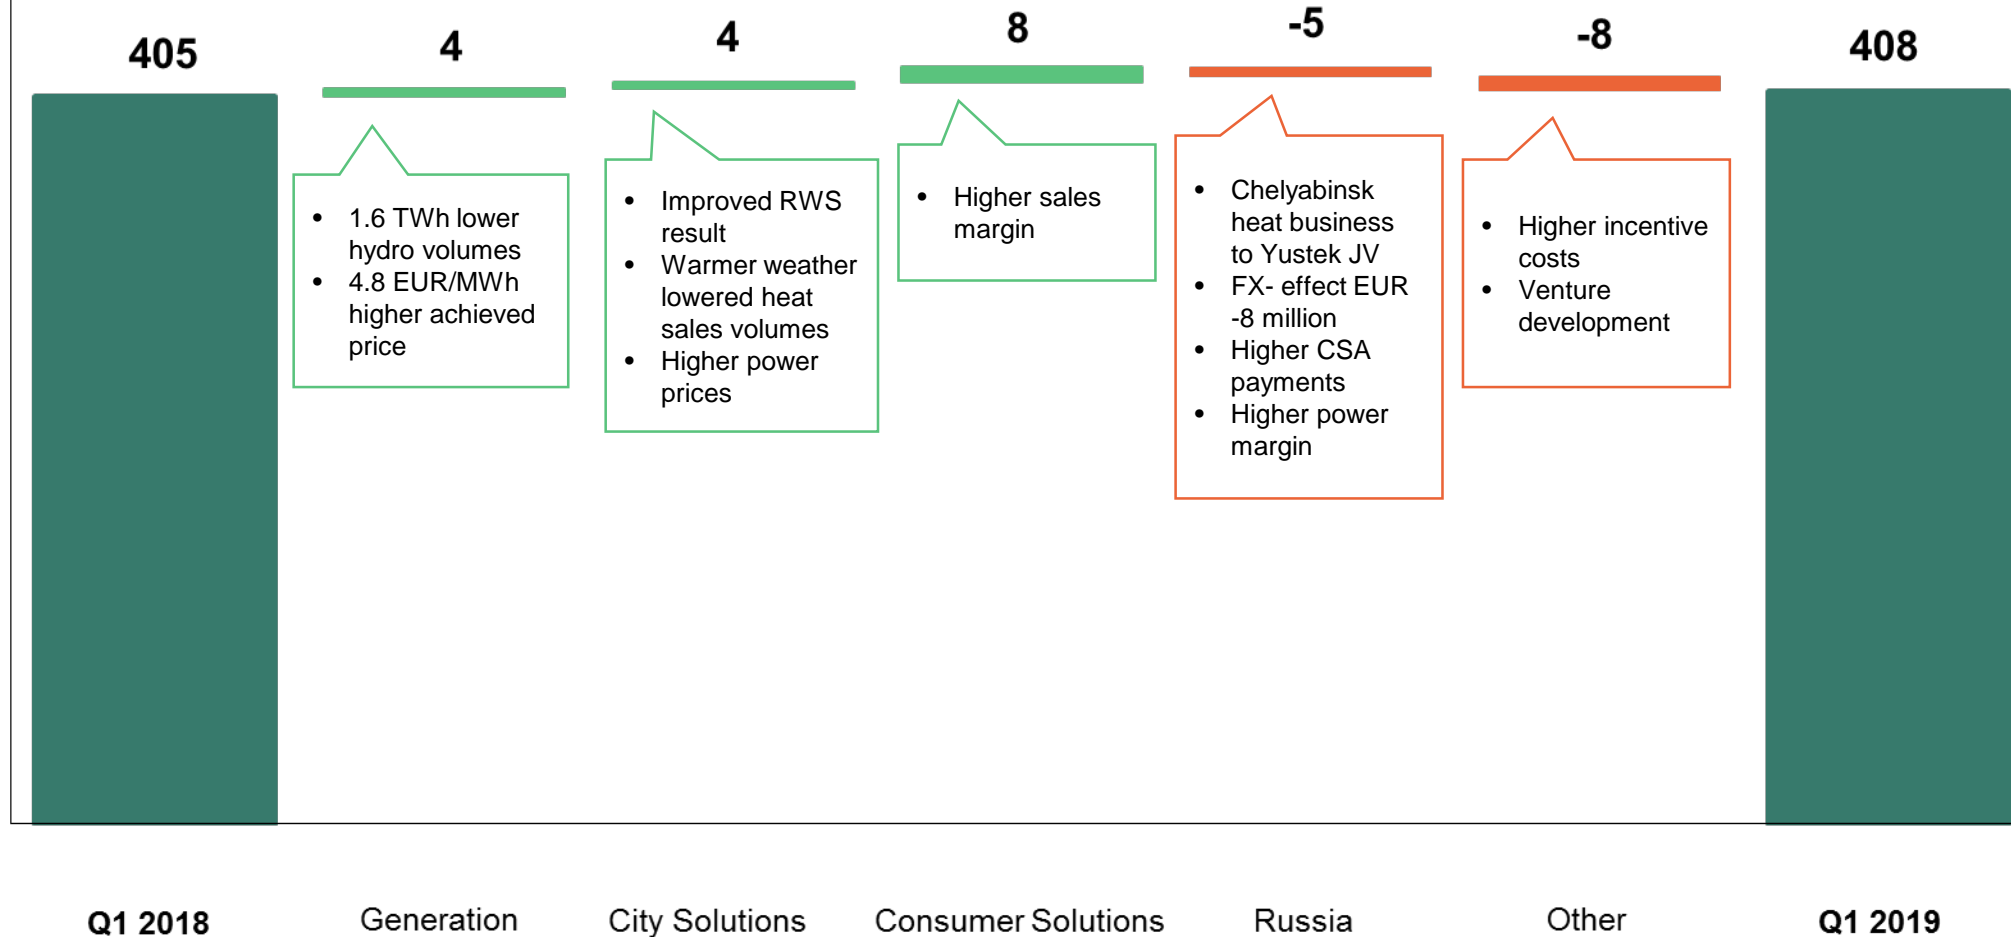 405
4
4
8
-5
-8
408
• 1.6 TWh lower
hydro volumes
• 4.8 EUR/MWh
higher achieved
price
• Improved RWS
result
• Warmer weather
lowered heat
sales volumes
• Higher power
prices
• Higher sales
margin
• Chelyabinsk
heat business
to Yustek JV
• FX- effect EUR
-8 million
• Higher CSA
payments
• Higher power
margin
• Higher incentive
costs
• Venture
development
Q1 2018
Generation
City Solutions
Consumer Solutions
Russia
Other
Q1 2019